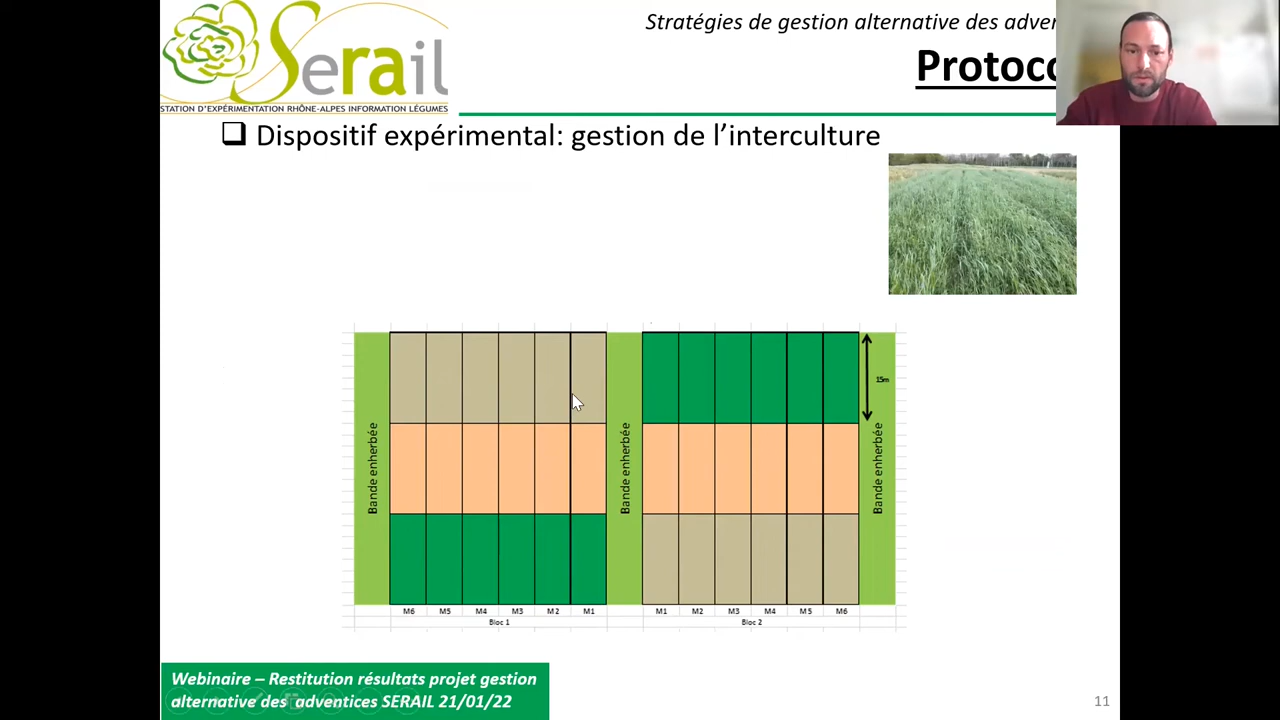 Serail
STATION D'EXPÉRIMENTATION RHÔNE-ALPES INFORMATION LÉGUMES
Stratégies de gestion alternative des
❑ Dispositif expérimental: gestion de l'interculture
15m
Bande enherbée
Bande enherbée
Bande enherbée
M6 M5 M4 M3 M2 M1 M1 M2 M3 M4 M5 M6
Bloc 1 Bloc 2
Webinaire – Restitution résultats projet gestion
alternative des adventices SERAIL 21/01/22
11